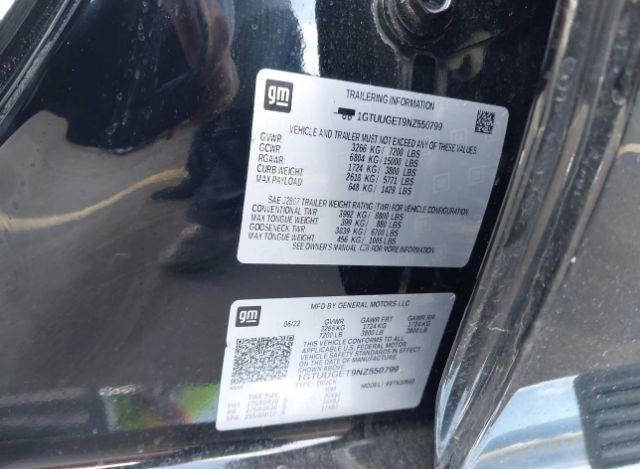 gm
TRAILERING INFORMATION
1GTUUGET9NZ550799
VEHICLE AND TRAILER MUST NOT EXCEED ANY OF THESE VALUES.
GVWR 3266 KG/ 7200 LBS
GCWR 6804 KG/15000 LBS
RGAWR 1724 KG/ 3800 LBS
CURB WEIGHT 2618 KG/ 5771 LBS
MAX PAYLOAD 648 KG/ 1429 LBS
SAE J2807 TRAILER WEIGHT RATING (TWR) FOR VEHICLE CONFIGURATION
CONVENTIONAL TWR 3992 KG/ 8800 LBS
MAX TONGUE WEIGHT 399 KG/ 880 LBS
GOOSENECK TWR 3039 KG/ 6700 LBS
MAX TONGUE WEIGHT 456 KG/ 1005 LBS
SEE OWNER'S MANUAL FOR MORE INFORMATION
gm
MFD BY GENERAL MOTORS LLC
06/22 GVWR GAWR FRT GAWR RR
3266 KG 1724 KG 1724 KG
7200 LB 3800 LB 3800 LB
THIS VEHICLE CONFORMS TO ALL
APPLICABLE U.S. FEDERAL MOTOR
VEHICLE SAFETY STANDARDS IN
EFFECT ON THE DATE OF
MANUFACTURE SHOWN ABOVE.
1GTUUGET9NZ550799
TYPE: TRUCK
TIRE SIZE RIM